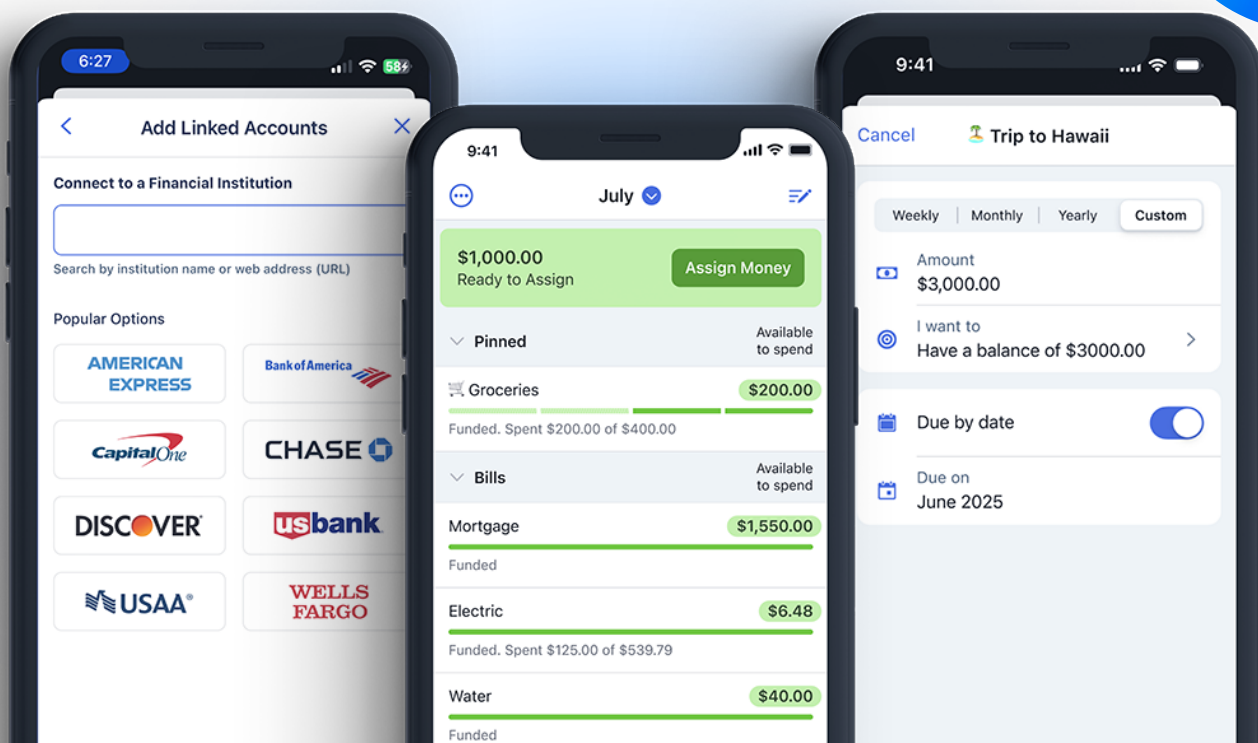 6:27
58
Add Linked Accounts
Connect to a Financial Institution
Search by institution name or web address (URL)
Popular Options
AMERICAN
EXPRESS
Bank of America
Capital One
CHASE
DISCOVER
usbank
USAA®
WELLS
FARGO
9:41
July
$1,000.00
Ready to Assign
Assign Money
Pinned
Available
to spend
Groceries
$200.00
Funded. Spent $200.00 of $400.00
Bills
Available
to spend
Mortgage
$1,550.00
Funded
Electric
$6.48
Funded. Spent $125.00 of $539.79
Water
$40.00
Funded
9:41
Cancel
Trip to Hawaii
Weekly
Monthly
Yearly
Custom
Amount
$3,000.00
I want to
Have a balance of $3000.00
Due by date
Due on
June 2025